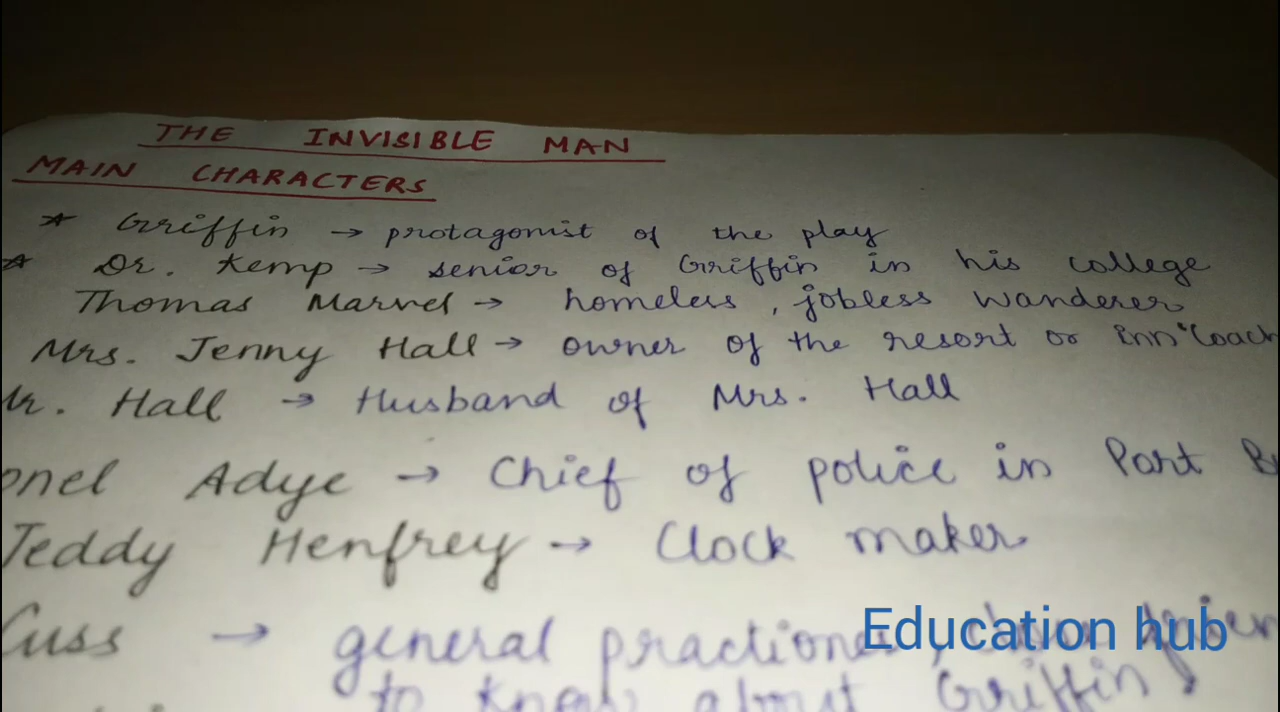 THE INVISIBLE MAN
MAIN CHARACTERS
* Griffin → protagonist of the play
* Dr. Kemp → senior of Griffin in his college
Thomas Marvel → homeless, jobless wanderer
Mrs. Jenny Hall → owner of the resort or inn "Coach
Mr. Hall → Husband of Mrs. Hall
onel Adye → Chief of police in Port Bu
Teddy Henfrey → Clock maker
Cuss → general practione
to know about Griffin
Education hub